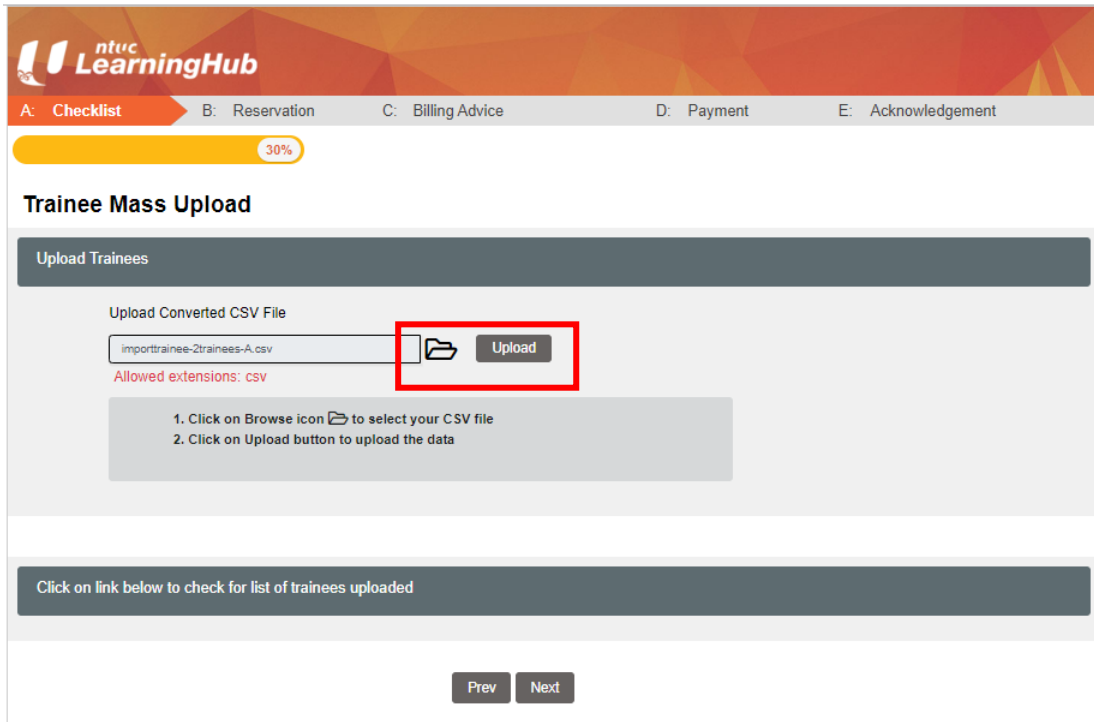 ntuc
LearningHub
A: Checklist B: Reservation C: Billing Advice D: Payment E: Acknowledgement
30%
Trainee Mass Upload
Upload Trainees
Upload Converted CSV File
importtrainee-2trainees-A.csv Upload
Allowed extensions: csv
1. Click on Browse icon to select your CSV file
2. Click on Upload button to upload the data
Click on link below to check for list of trainees uploaded
Prev Next